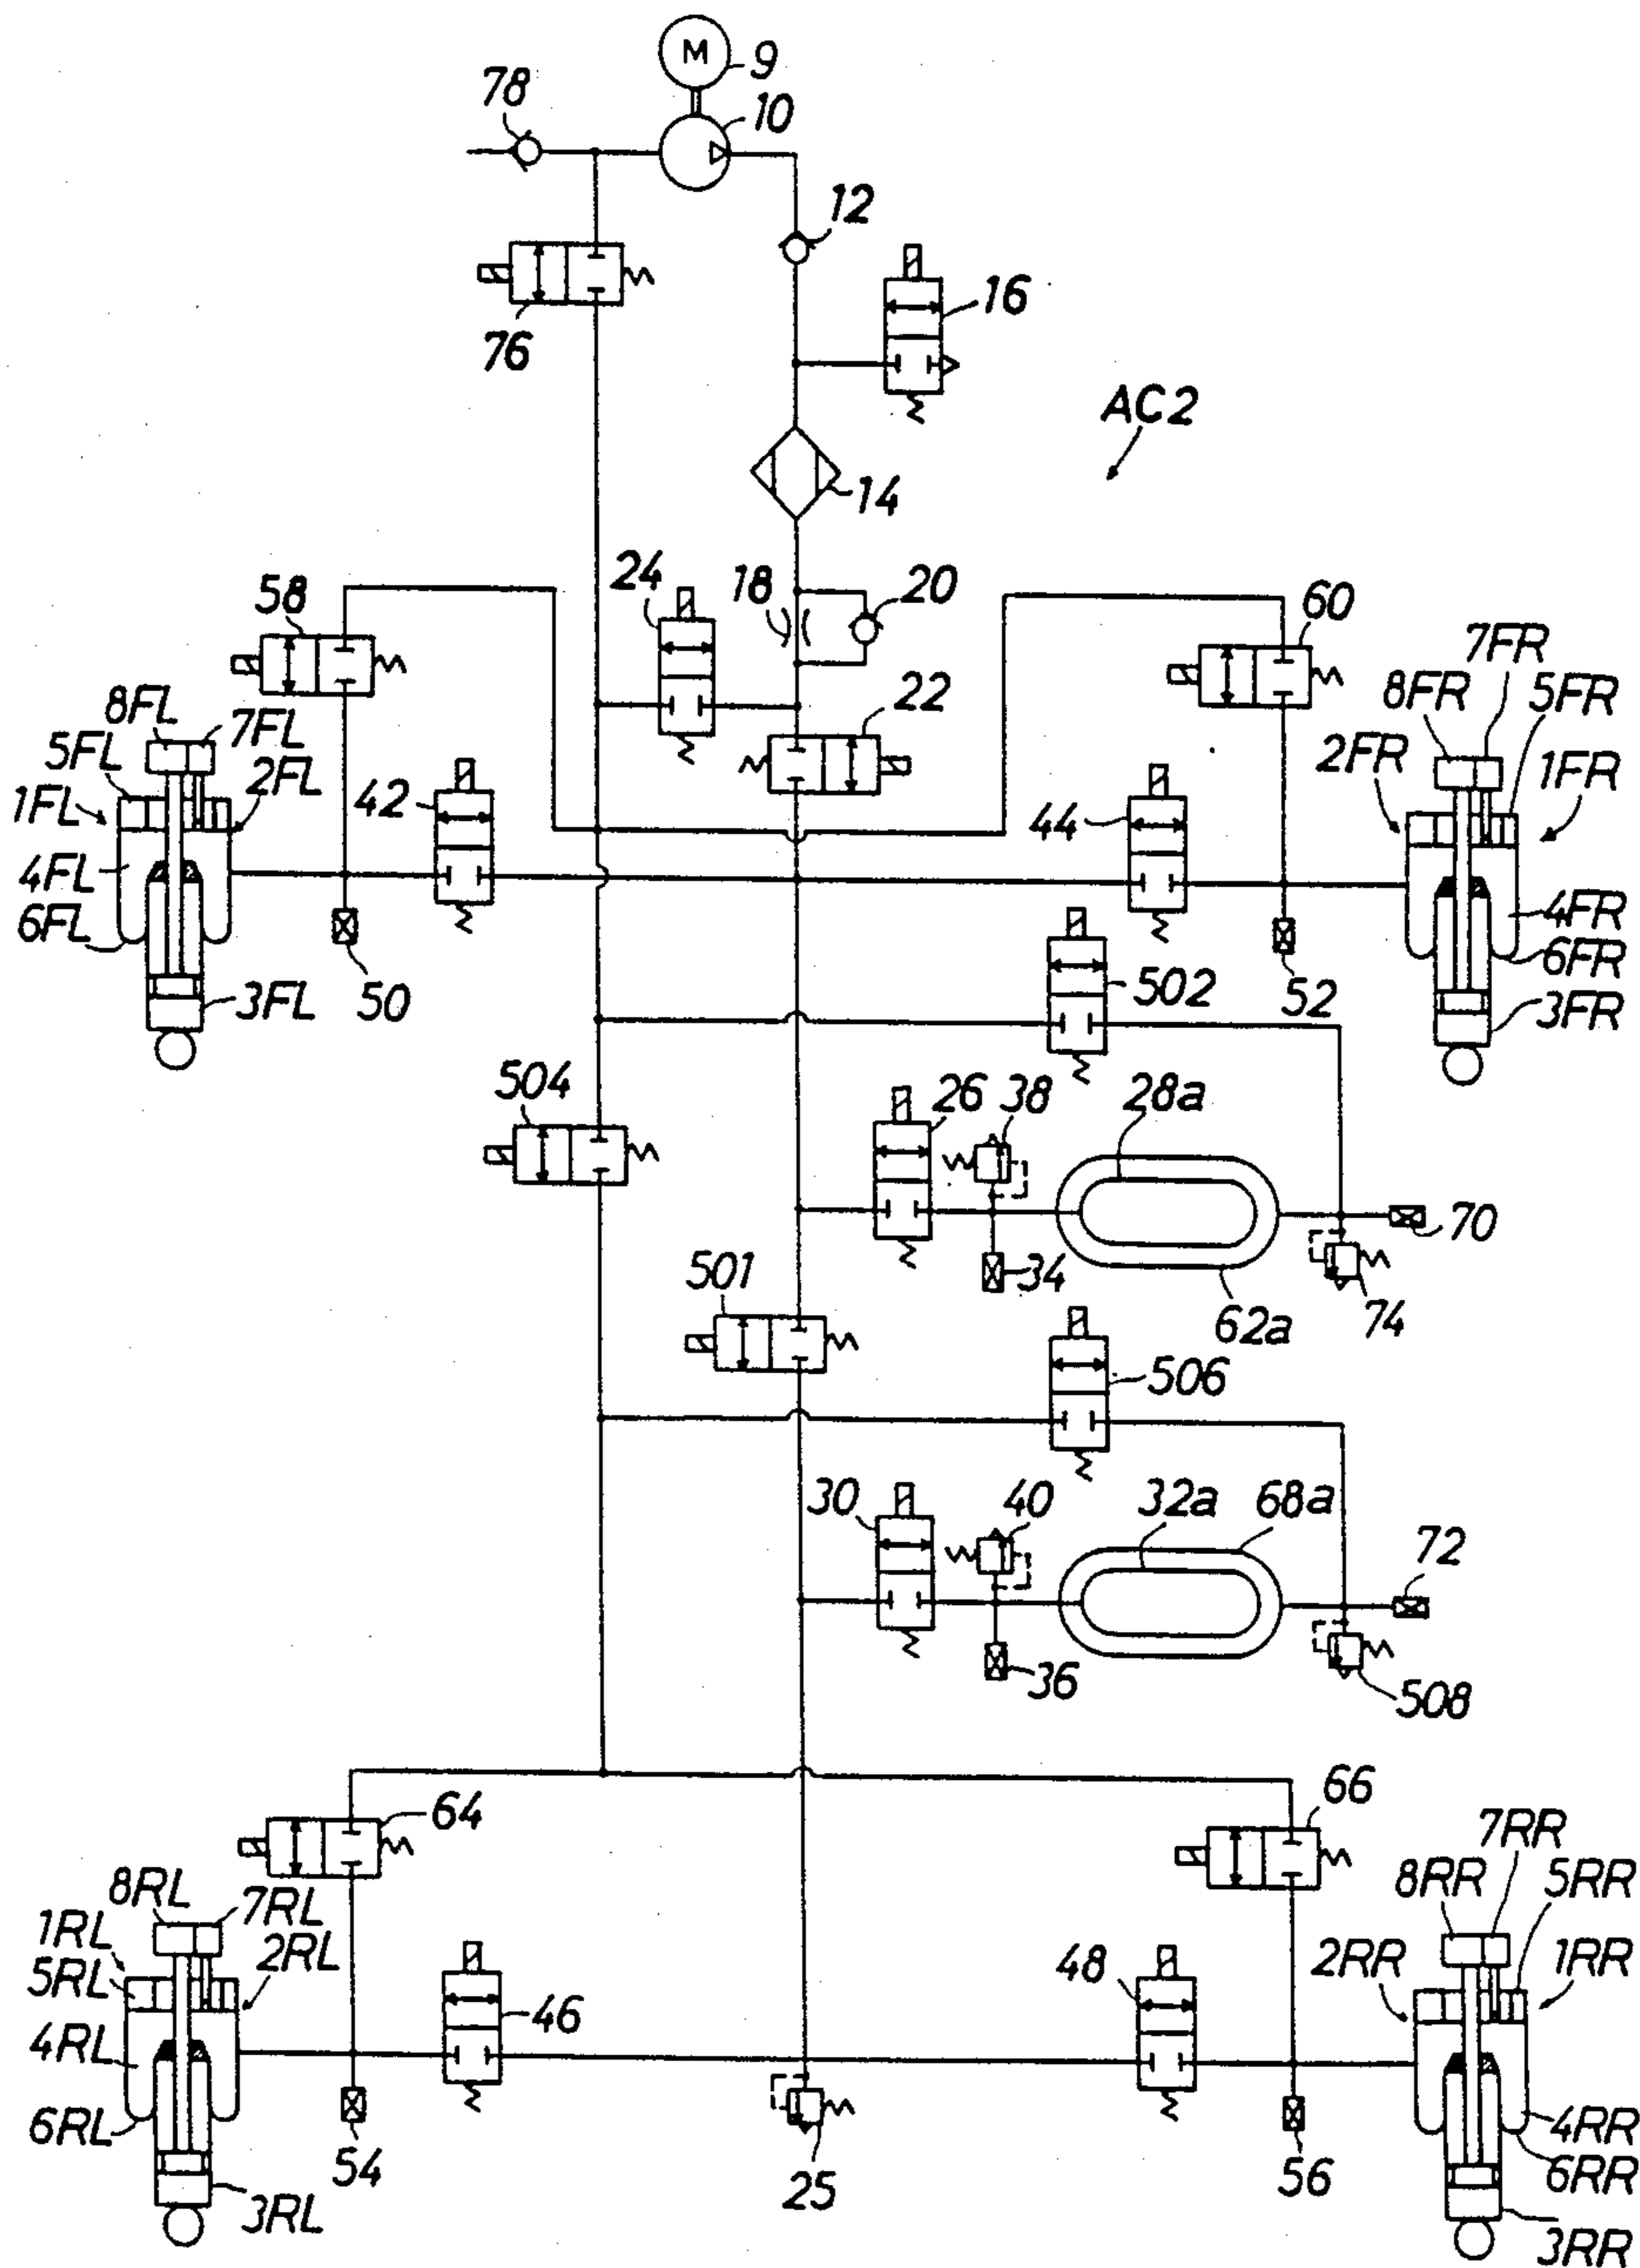 M
9
78
10
12
16
76
AC2
14
24
18
20
58
60
22
7FR
8FR
5FR
8FL
7FL
5FL
2FL
1FL
42
2FR
1FR
44
4FL
6FL
4FR
6FR
502
3FL
50
52
3FR
504
26
38
28a
70
34
501
62a
74
506
30
40
32a
68a
72
36
508
64
66
7RR
8RR
5RR
8RL
7RL
1RL
2RL
5RL
48
2RR
1RR
46
4RL
6RL
4RR
54
25
56
6RR
3RL
3RR